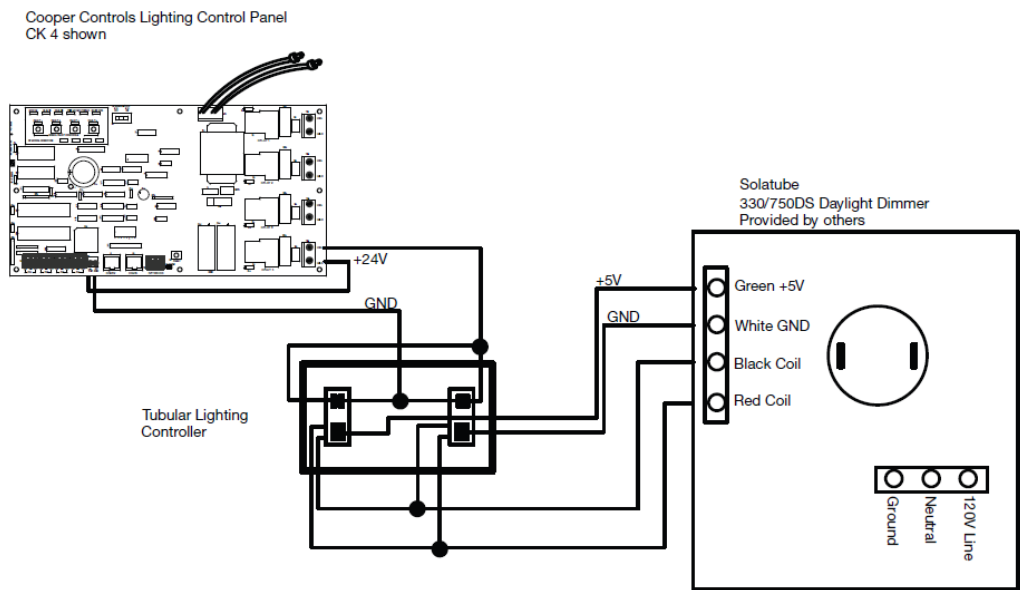 Cooper Controls Lighting Control Panel
CK 4 shown
+24V
GND
Solatube
330/750DS Daylight Dimmer
Provided by others
+5V
GND
Green +5V
White GND
Black Coil
Red Coil
Tubular Lighting
Controller
Ground
Neutral
120V Line